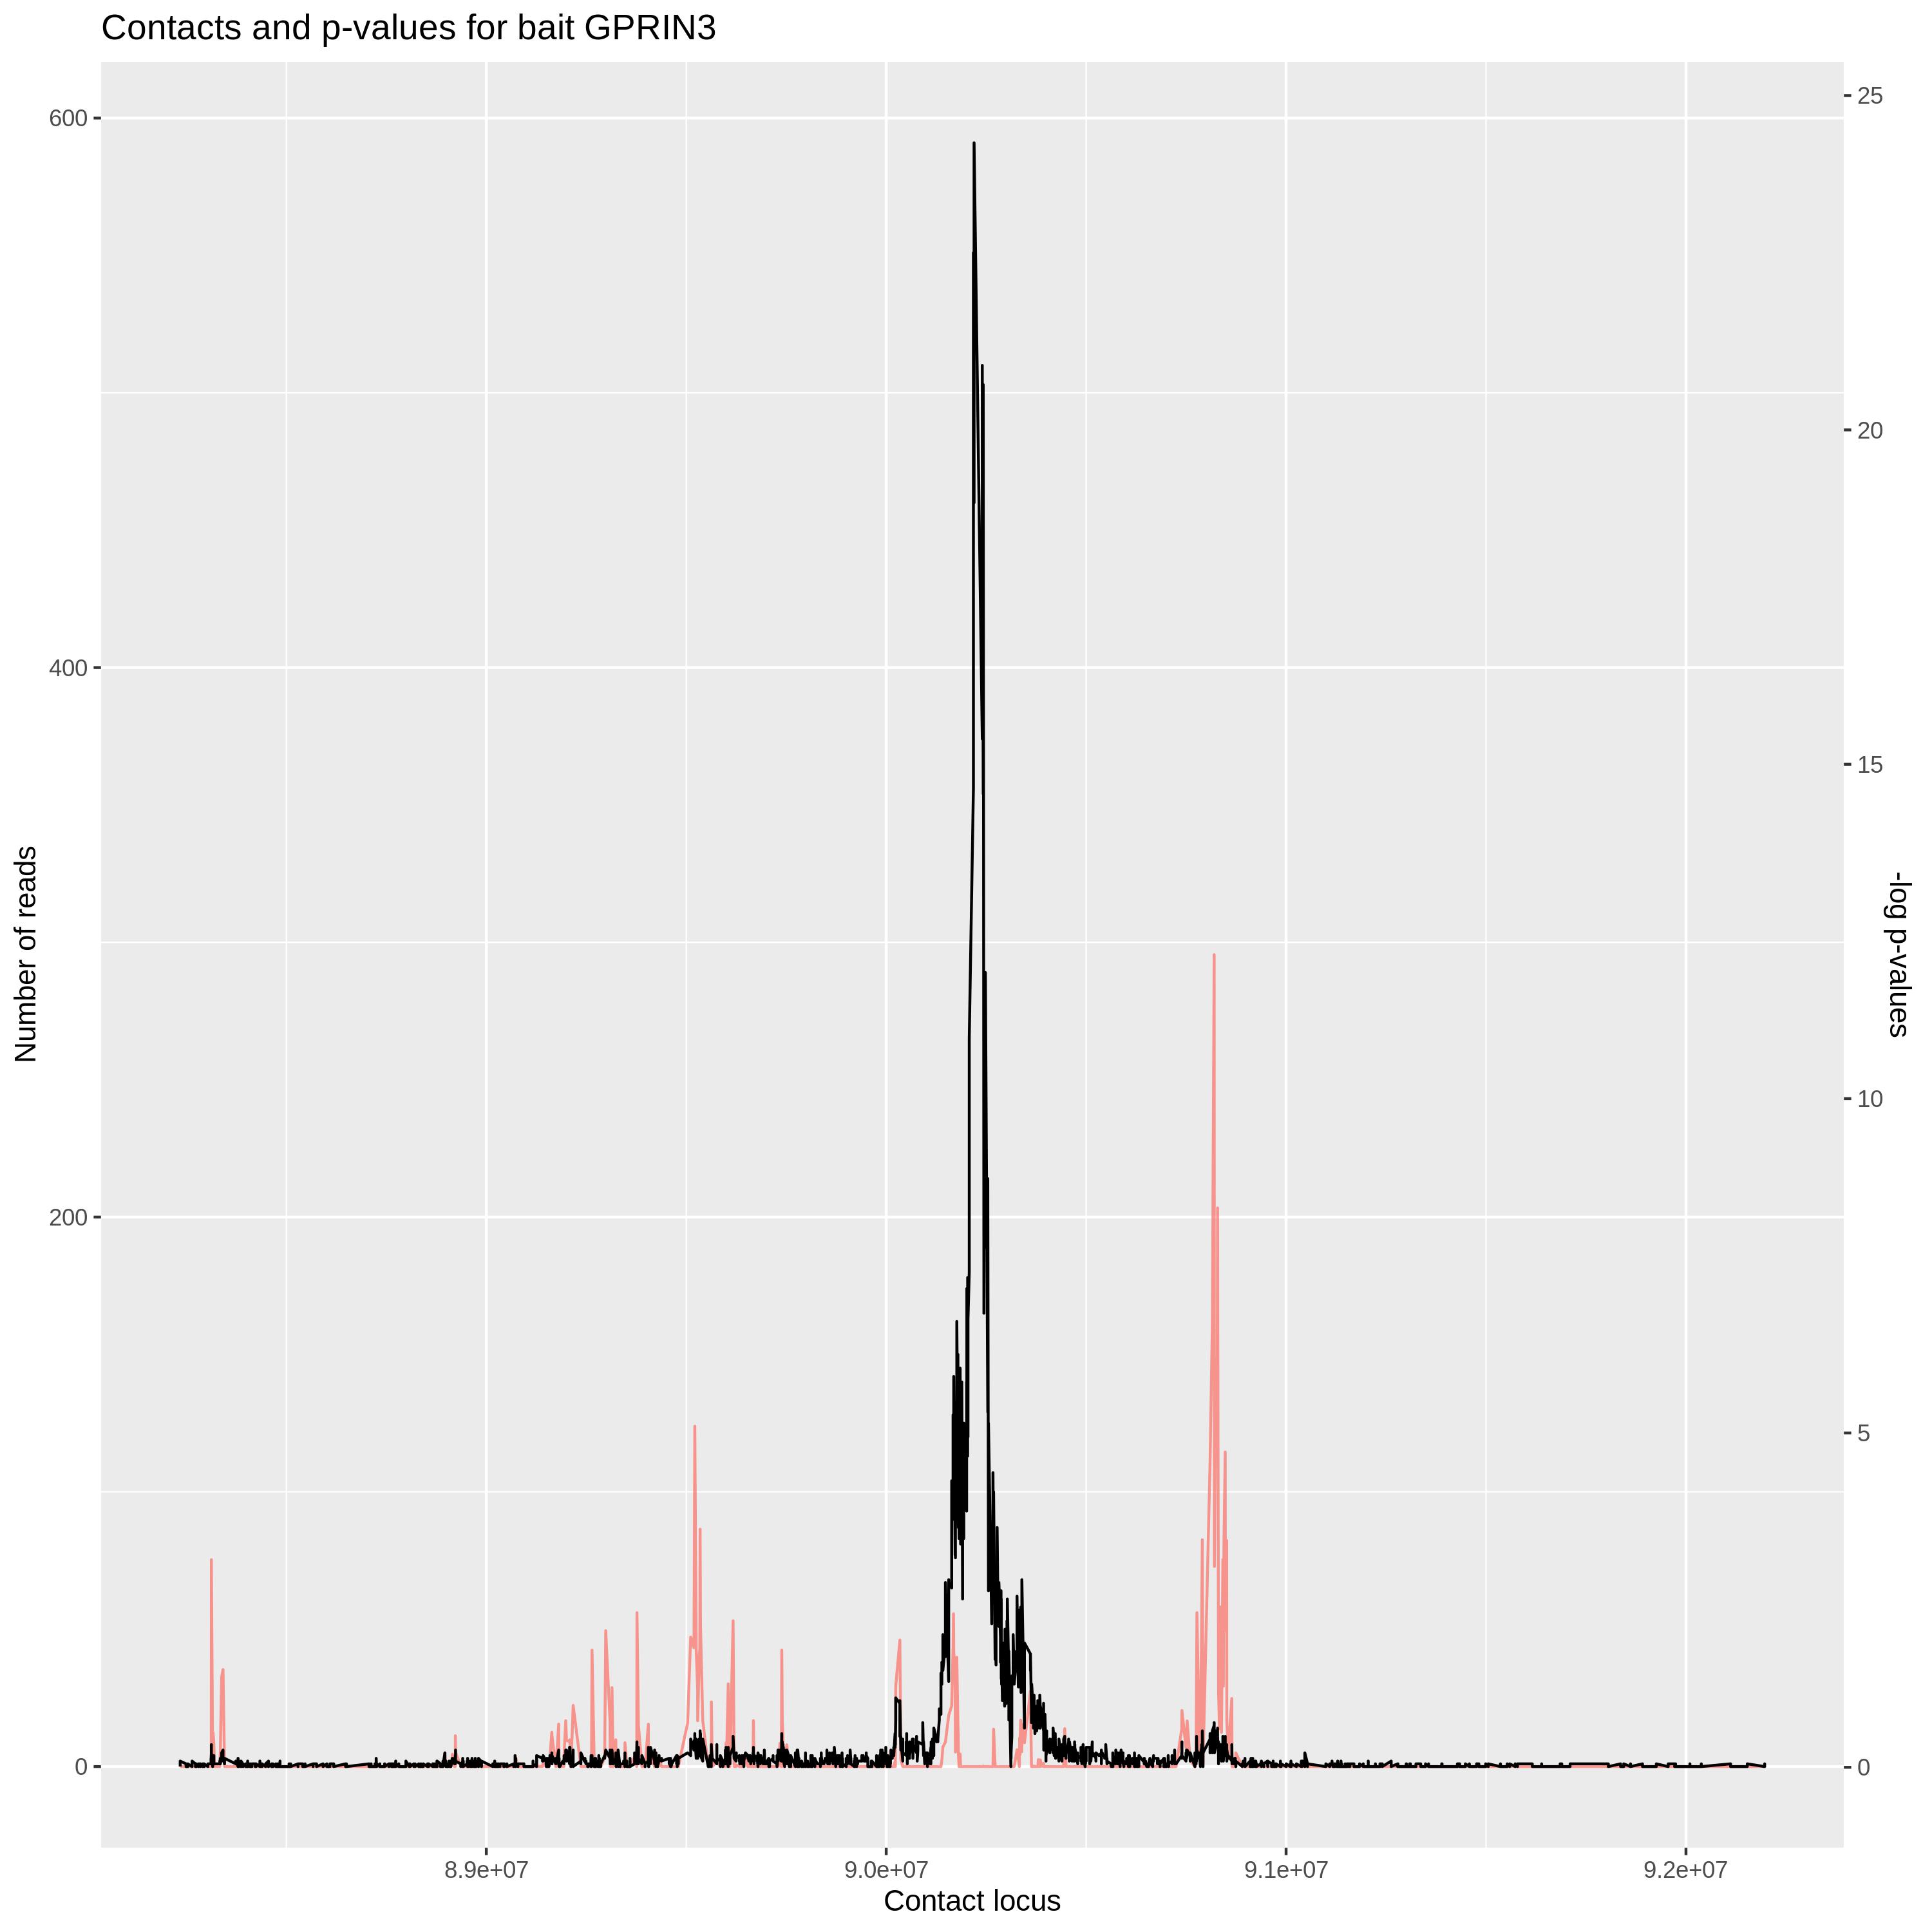 Contacts and p-values for bait GPRIN3
600
400
200
0
Number of reads
25
20
15
10
5
0
-log p-values
8.9e+07
9.0e+07
9.1e+07
9.2e+07
Contact locus